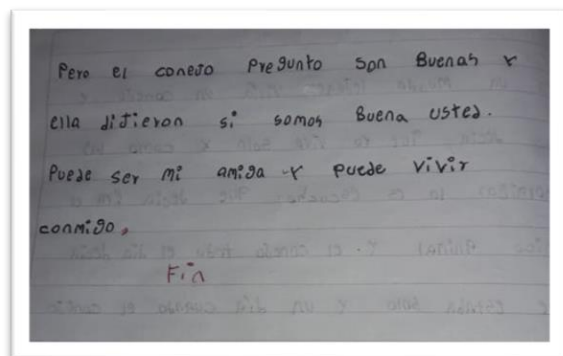 Pero el conejo Pregunto son Buenas y
ella dijieron si somos Buena usted.
Puede ser mi amiga y puede vivir
conmigo,
Fin